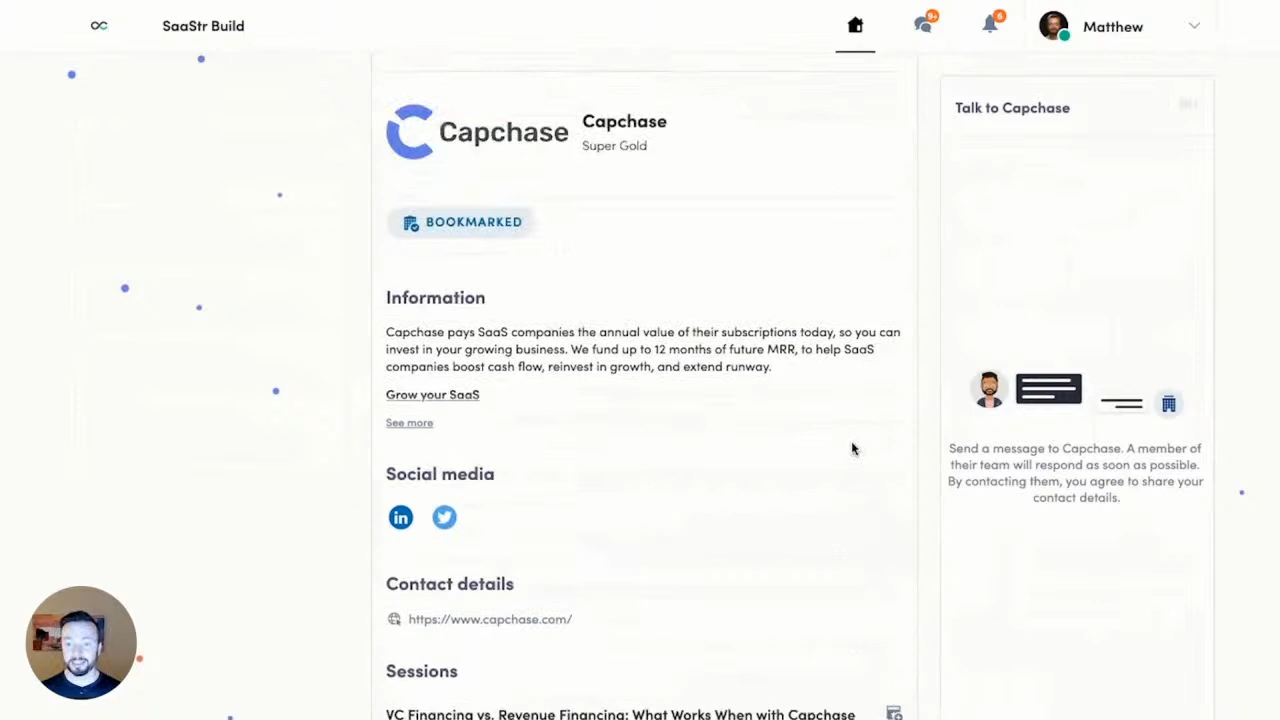 SaaStr Build
9+
6
Matthew
Capchase
Capchase
Super Gold
BOOKMARKED
Information
Capchase pays SaaS companies the annual value of their subscriptions today, so you can
invest in your growing business. We fund up to 12 months of future MRR, to help SaaS
companies boost cash flow, reinvest in growth, and extend runway.
Grow your SaaS
See more
Social media
in
Contact details
https://www.capchase.com/
Sessions
VC Financing vs. Revenue Financing: What Works When with Capchase
Talk to Capchase
Send a message to Capchase. A member of
their team will respond as soon as possible.
By contacting them, you agree to share your
contact details.